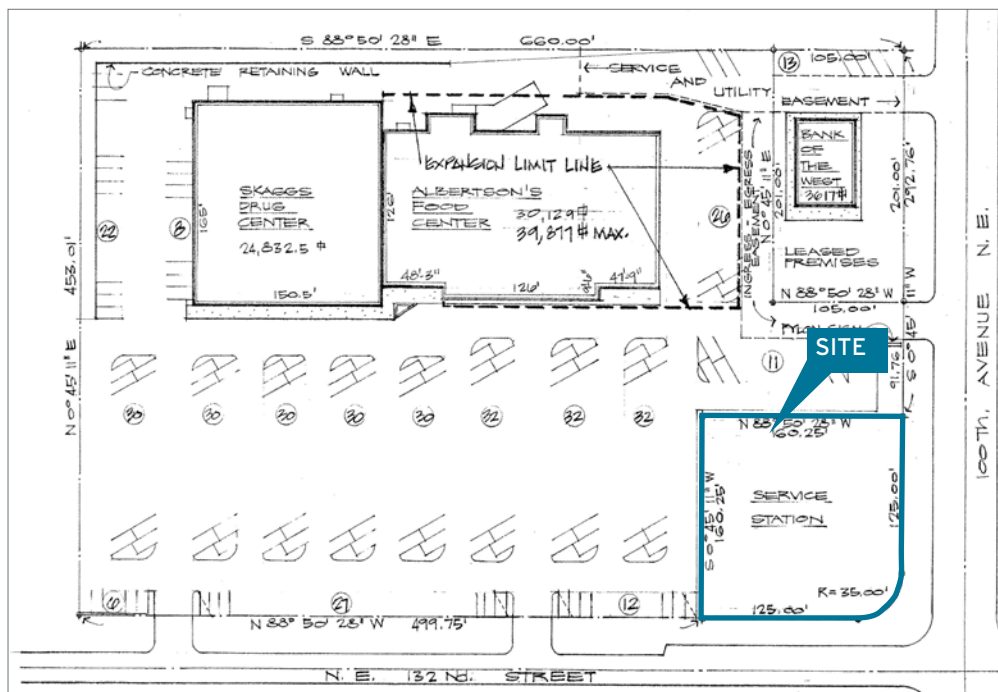 S 88° 50' 28" E 660.00'
CONCRETE RETAINING WALL
SERVICE
AND
UTILITY
EASEMENT
13
105.00'
22
8
165'
SKAGGS
DRUG
CENTER
24,832.5 ⌗
150.5'
EXPANSION LIMIT LINE
126'
ALBERTSON'S
FOOD
CENTER
30,129 ⌗
39,877 ⌗ MAX.
48'-3"
126'
47'-9"
26
INGRESS-EGRESS
EASEMENT
N 0° 45' 11" E
201.00'
BANK
OF
THE
WEST
3617 ⌗
LEASED
PREMISES
N 88° 50' 28" W
105.00'
201.00'
292.76'
S 0° 45' 11" W
91.76'
PYLON SIGN
11
SITE
453.01'
N 0° 45' 11" E
30
30
30
30
30
32
32
32
N 88° 50' 28" W
160.25'
S 0° 45' 11" W
160.25'
SERVICE
STATION
125.00'
R= 35.00'
125.00'
6
27
12
N 88° 50' 28" W 499.75'
N.E. 132 ND. STREET
100TH, AVENUE N.E.